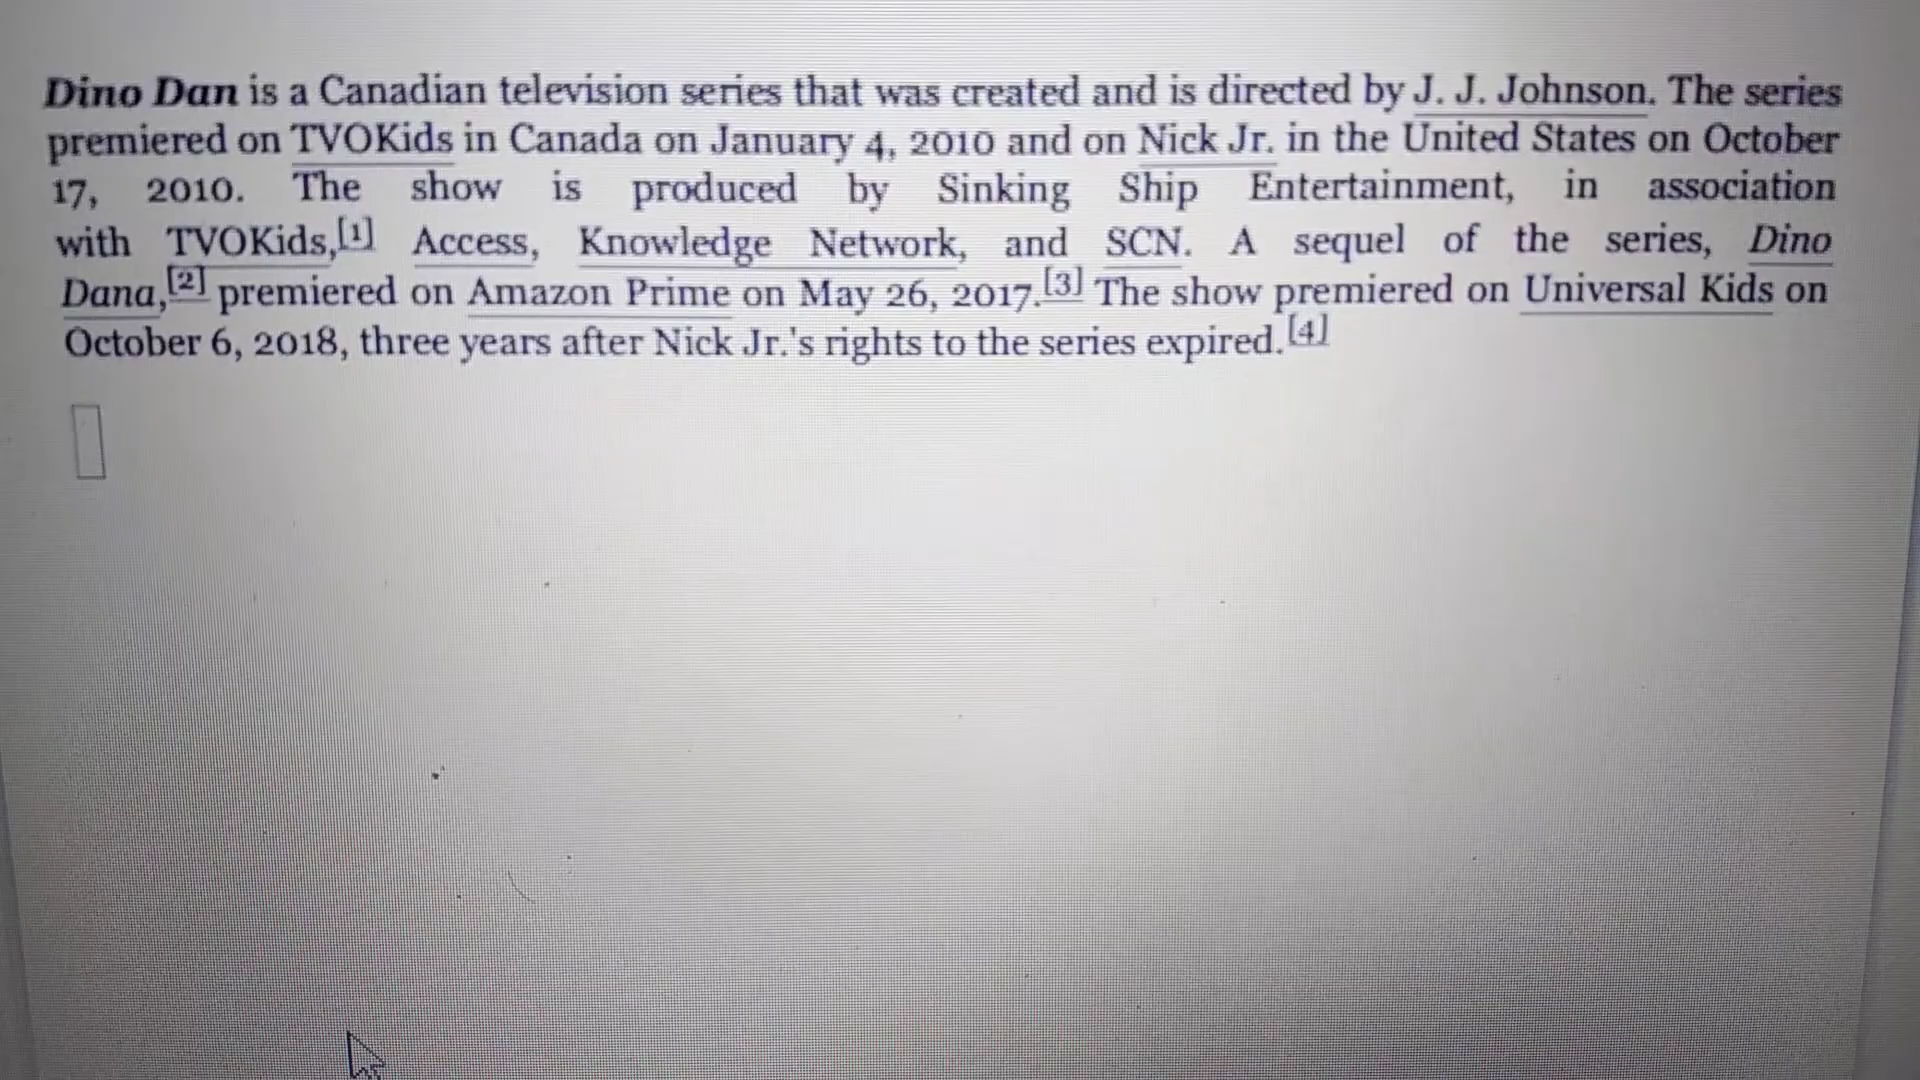 Dino Dan is a Canadian television series that was created and is directed by J. J. Johnson. The series
premiered on TVOKids in Canada on January 4, 2010 and on Nick Jr. in the United States on October
17, 2010. The show is produced by Sinking Ship Entertainment, in association
with TVOKids,[1] Access, Knowledge Network, and SCN. A sequel of the series, Dino
Dana,[2] premiered on Amazon Prime on May 26, 2017.[3] The show premiered on Universal Kids on
October 6, 2018, three years after Nick Jr.'s rights to the series expired.[4]